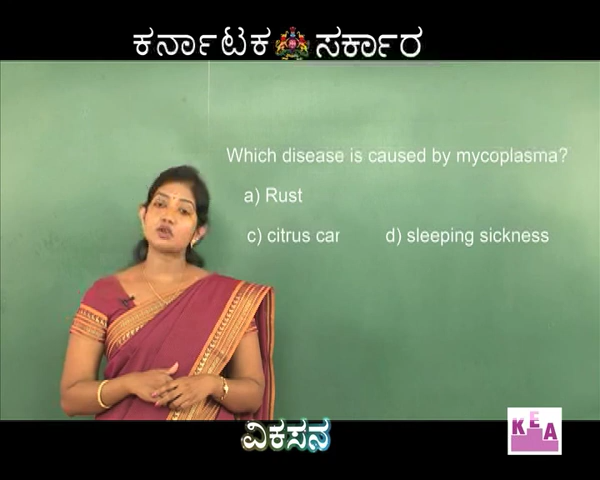 ಕರ್ನಾಟಕ ಸರ್ಕಾರ
Which disease is caused by mycoplasma?
a) Rust
c) citrus car d) sleeping sickness
ವಿಕಸನ
KEA